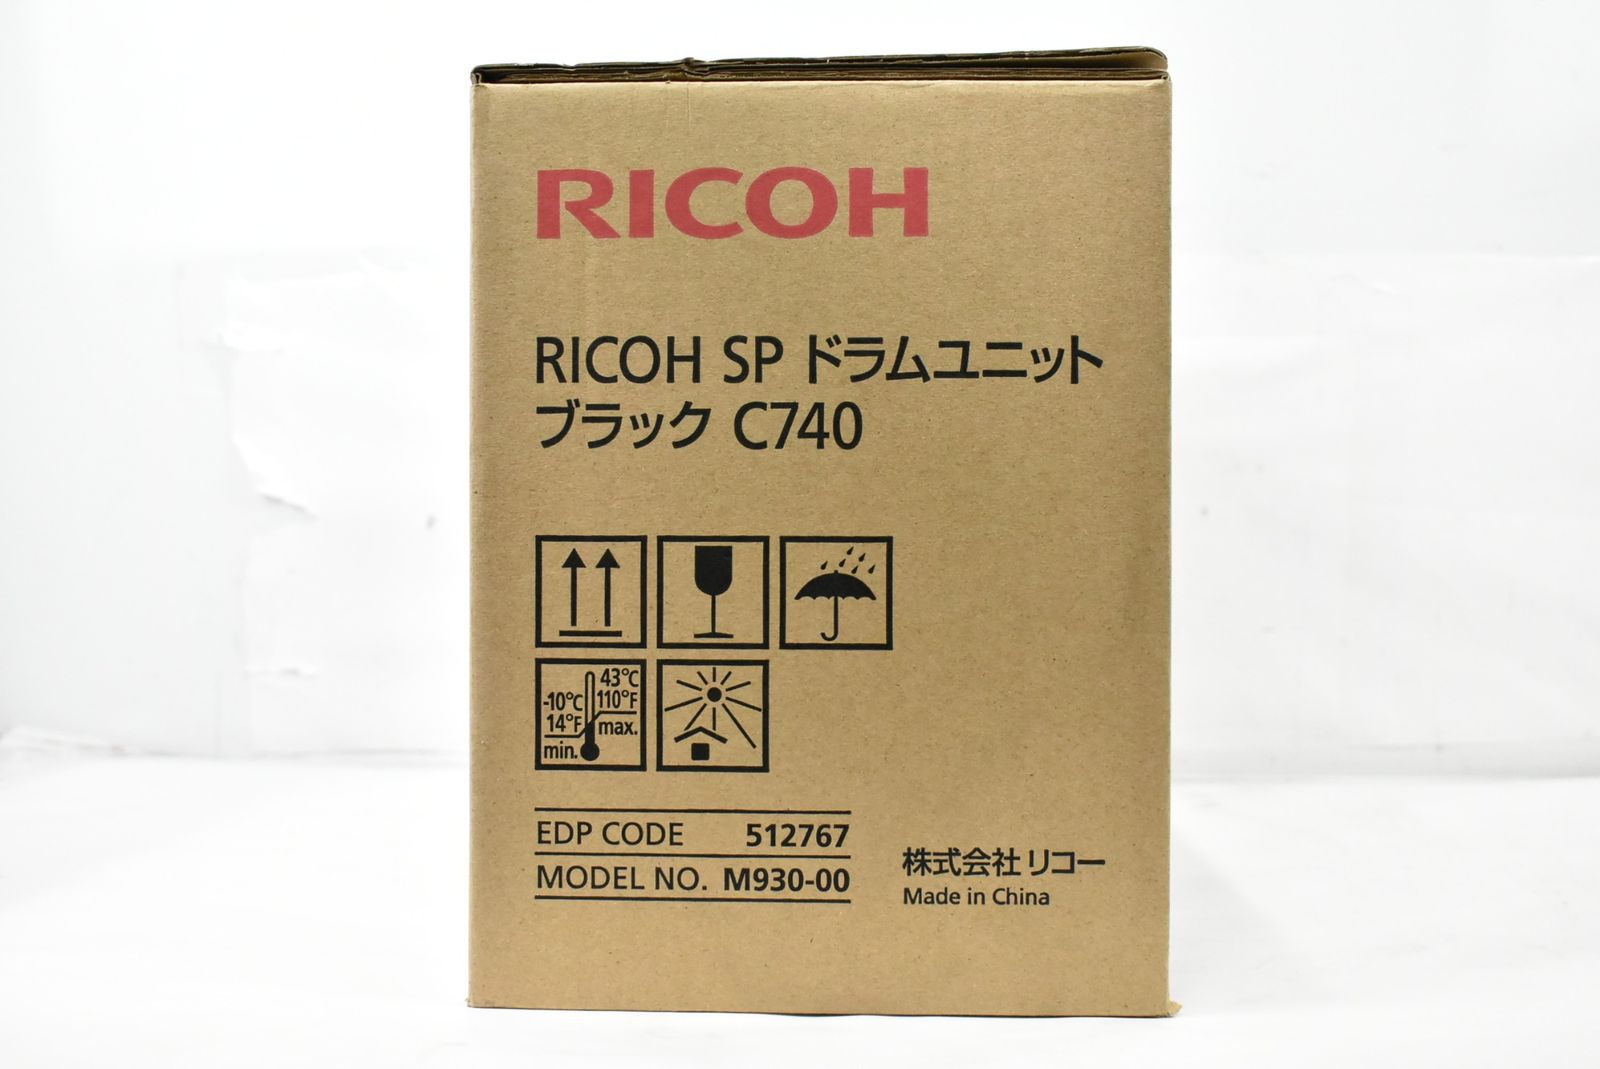 RICOH
RICOH SP ドラムユニット
ブラック C740
43°C
-10°C 110°F
14°F max.
min.
EDP CODE 512767
MODEL NO. M930-00
株式会社 リコー
Made in China